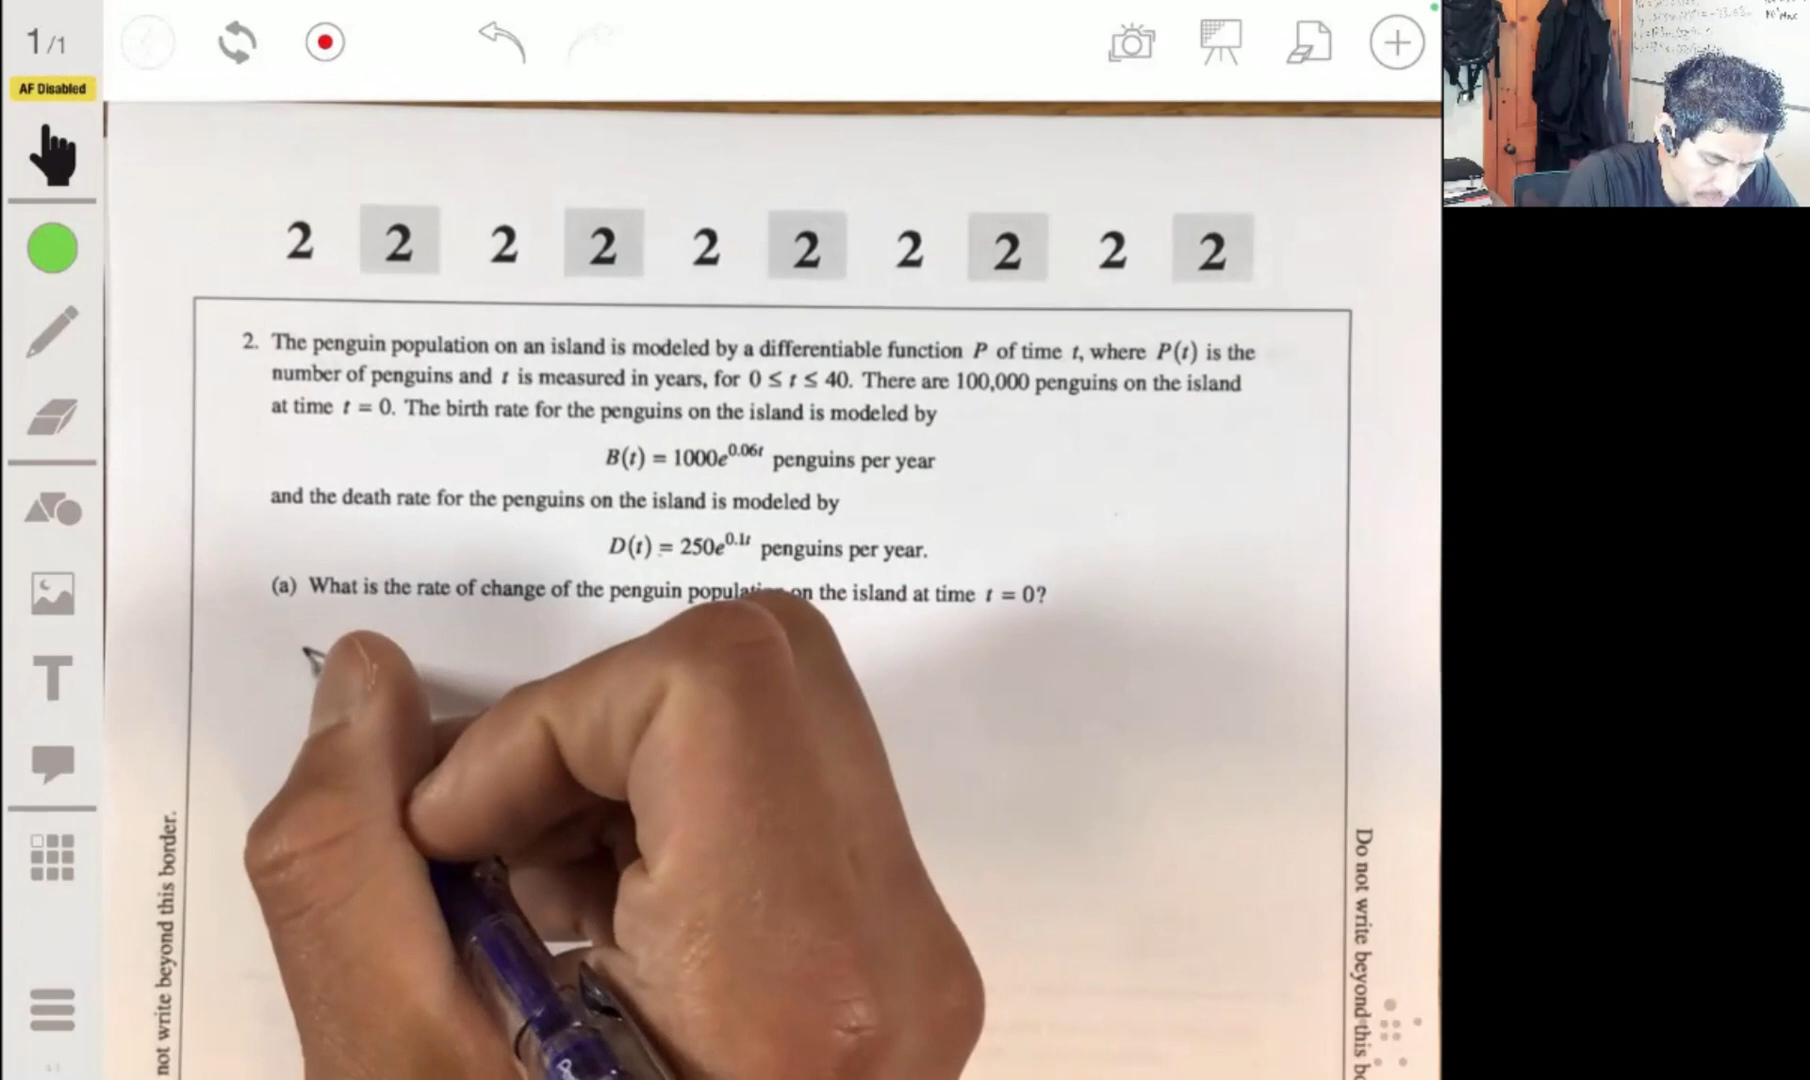 1/1
AF Disabled
2 2 2 2 2 2 2 2 2 2
2. The penguin population on an island is modeled by a differentiable function P of time t, where P(t) is the
number of penguins and t is measured in years, for 0 ≤ t ≤ 40. There are 100,000 penguins on the island
at time t = 0. The birth rate for the penguins on the island is modeled by
B(t) = 1000e^{0.06t} penguins per year
and the death rate for the penguins on the island is modeled by
D(t) = 250e^{0.1t} penguins per year.
(a) What is the rate of change of the penguin population on the island at time t = 0?
not write beyond this border.
Do not write beyond this
T